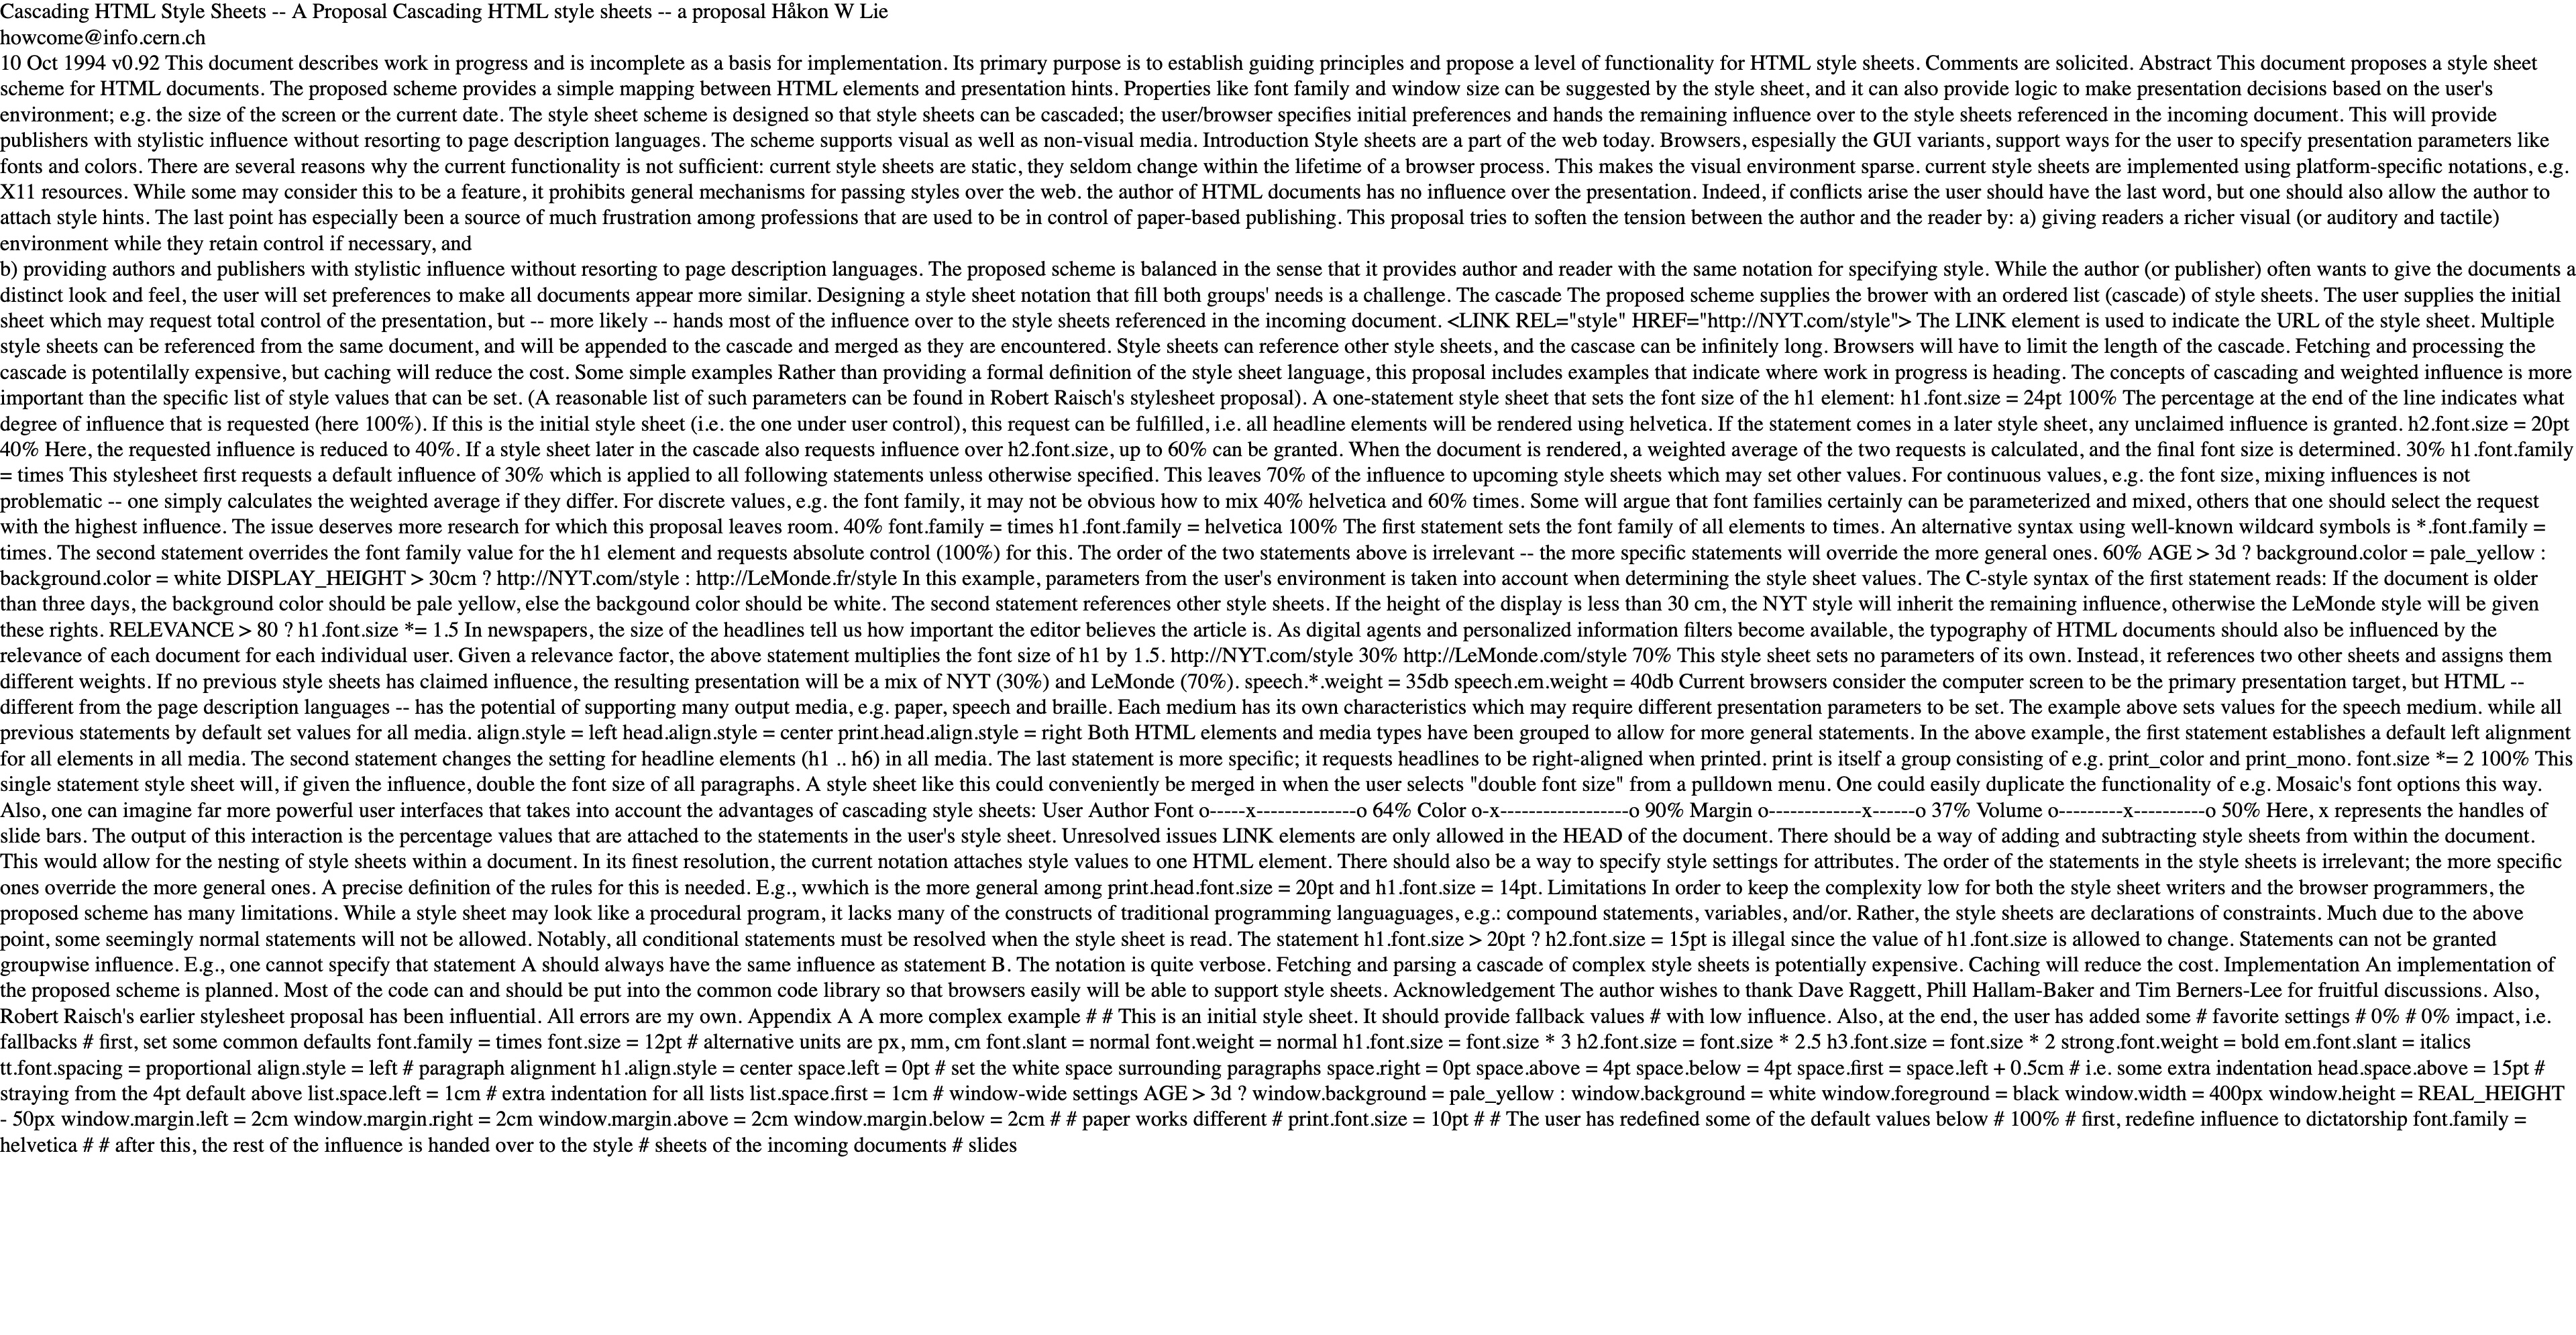 Cascading HTML Style Sheets -- A Proposal Cascading HTML style sheets -- a proposal Håkon W Lie
howcome@info.cern.ch
10 Oct 1994 v0.92 This document describes work in progress and is incomplete as a basis for implementation. Its primary purpose is to establish guiding principles and propose a level of functionality for HTML style sheets. Comments are solicited. Abstract This document proposes a style sheet
scheme for HTML documents. The proposed scheme provides a simple mapping between HTML elements and presentation hints. Properties like font family and window size can be suggested by the style sheet, and it can also provide logic to make presentation decisions based on the user's
environment; e.g. the size of the screen or the current date. The style sheet scheme is designed so that style sheets can be cascaded; the user/browser specifies initial preferences and hands the remaining influence over to the style sheets referenced in the incoming document. This will provide
publishers with stylistic influence without resorting to page description languages. The scheme supports visual as well as non-visual media. Introduction Style sheets are a part of the web today. Browsers, espesially the GUI variants, support ways for the user to specify presentation parameters like
fonts and colors. There are several reasons why the current functionality is not sufficient: current style sheets are static, they seldom change within the lifetime of a browser process. This makes the visual environment sparse. current style sheets are implemented using platform-specific notations, e.g.
X11 resources. While some may consider this to be a feature, it prohibits general mechanisms for passing styles over the web. the author of HTML documents has no influence over the presentation. Indeed, if conflicts arise the user should have the last word, but one should also allow the author to
attach style hints. The last point has especially been a source of much frustration among professions that are used to be in control of paper-based publishing. This proposal tries to soften the tension between the author and the reader by: a) giving readers a richer visual (or auditory and tactile)
environment while they retain control if necessary, and
b) providing authors and publishers with stylistic influence without resorting to page description languages. The proposed scheme is balanced in the sense that it provides author and reader with the same notation for specifying style. While the author (or publisher) often wants to give the documents a
distinct look and feel, the user will set preferences to make all documents appear more similar. Designing a style sheet notation that fill both groups' needs is a challenge. The cascade The proposed scheme supplies the brower with an ordered list (cascade) of style sheets. The user supplies the initial
sheet which may request total control of the presentation, but -- more likely -- hands most of the influence over to the style sheets referenced in the incoming document. <LINK REL="style" HREF="http://NYT.com/style"> The LINK element is used to indicate the URL of the style sheet. Multiple
style sheets can be referenced from the same document, and will be appended to the cascade and merged as they are encountered. Style sheets can reference other style sheets, and the cascase can be infinitely long. Browsers will have to limit the length of the cascade. Fetching and processing the
cascade is potentilally expensive, but caching will reduce the cost. Some simple examples Rather than providing a formal definition of the style sheet language, this proposal includes examples that indicate where work in progress is heading. The concepts of cascading and weighted influence is more
important than the specific list of style values that can be set. (A reasonable list of such parameters can be found in Robert Raisch's stylesheet proposal). A one-statement style sheet that sets the font size of the h1 element: h1.font.size = 24pt 100% The percentage at the end of the line indicates what
degree of influence that is requested (here 100%). If this is the initial style sheet (i.e. the one under user control), this request can be fulfilled, i.e. all headline elements will be rendered using helvetica. If the statement comes in a later style sheet, any unclaimed influence is granted. h2.font.size = 20pt
40% Here, the requested influence is reduced to 40%. If a style sheet later in the cascade also requests influence over h2.font.size, up to 60% can be granted. When the document is rendered, a weighted average of the two requests is calculated, and the final font size is determined. 30% h1.font.family
= times This stylesheet first requests a default influence of 30% which is applied to all following statements unless otherwise specified. This leaves 70% of the influence to upcoming style sheets which may set other values. For continuous values, e.g. the font size, mixing influences is not
problematic -- one simply calculates the weighted average if they differ. For discrete values, e.g. the font family, it may not be obvious how to mix 40% helvetica and 60% times. Some will argue that font families certainly can be parameterized and mixed, others that one should select the request
with the highest influence. The issue deserves more research for which this proposal leaves room. 40% font.family = times h1.font.family = helvetica 100% The first statement sets the font family of all elements to times. An alternative syntax using well-known wildcard symbols is *.font.family =
times. The second statement overrides the font family value for the h1 element and requests absolute control (100%) for this. The order of the two statements above is irrelevant -- the more specific statements will override the more general ones. 60% AGE > 3d ? background.color = pale_yellow :
background.color = white DISPLAY_HEIGHT > 30cm ? http://NYT.com/style : http://LeMonde.fr/style In this example, parameters from the user's environment is taken into account when determining the style sheet values. The C-style syntax of the first statement reads: If the document is older
than three days, the background color should be pale yellow, else the backgound color should be white. The second statement references other style sheets. If the height of the display is less than 30 cm, the NYT style will inherit the remaining influence, otherwise the LeMonde style will be given
these rights. RELEVANCE > 80 ? h1.font.size *= 1.5 In newspapers, the size of the headlines tell us how important the editor believes the article is. As digital agents and personalized information filters become available, the typography of HTML documents should also be influenced by the
relevance of each document for each individual user. Given a relevance factor, the above statement multiplies the font size of h1 by 1.5. http://NYT.com/style 30% http://LeMonde.com/style 70% This style sheet sets no parameters of its own. Instead, it references two other sheets and assigns them
different weights. If no previous style sheets has claimed influence, the resulting presentation will be a mix of NYT (30%) and LeMonde (70%). speech.*.weight = 35db speech.em.weight = 40db Current browsers consider the computer screen to be the primary presentation target, but HTML --
different from the page description languages -- has the potential of supporting many output media, e.g. paper, speech and braille. Each medium has its own characteristics which may require different presentation parameters to be set. The example above sets values for the speech medium. while all
previous statements by default set values for all media. align.style = left head.align.style = center print.head.align.style = right Both HTML elements and media types have been grouped to allow for more general statements. In the above example, the first statement establishes a default left alignment
for all elements in all media. The second statement changes the setting for headline elements (h1 .. h6) in all media. The last statement is more specific; it requests headlines to be right-aligned when printed. print is itself a group consisting of e.g. print_color and print_mono. font.size *= 2 100% This
single statement style sheet will, if given the influence, double the font size of all paragraphs. A style sheet like this could conveniently be merged in when the user selects "double font size" from a pulldown menu. One could easily duplicate the functionality of e.g. Mosaic's font options this way.
Also, one can imagine far more powerful user interfaces that takes into account the advantages of cascading style sheets: User Author Font o-----x--------------o 64% Color o-x------------------o 90% Margin o-------------x------o 37% Volume o---------x----------o 50% Here, x represents the handles of
slide bars. The output of this interaction is the percentage values that are attached to the statements in the user's style sheet. Unresolved issues LINK elements are only allowed in the HEAD of the document. There should be a way of adding and subtracting style sheets from within the document.
This would allow for the nesting of style sheets within a document. In its finest resolution, the current notation attaches style values to one HTML element. There should also be a way to specify style settings for attributes. The order of the statements in the style sheets is irrelevant; the more specific
ones override the more general ones. A precise definition of the rules for this is needed. E.g., wwhich is the more general among print.head.font.size = 20pt and h1.font.size = 14pt. Limitations In order to keep the complexity low for both the style sheet writers and the browser programmers, the
proposed scheme has many limitations. While a style sheet may look like a procedural program, it lacks many of the constructs of traditional programming languaguages, e.g.: compound statements, variables, and/or. Rather, the style sheets are declarations of constraints. Much due to the above
point, some seemingly normal statements will not be allowed. Notably, all conditional statements must be resolved when the style sheet is read. The statement h1.font.size > 20pt ? h2.font.size = 15pt is illegal since the value of h1.font.size is allowed to change. Statements can not be granted
groupwise influence. E.g., one cannot specify that statement A should always have the same influence as statement B. The notation is quite verbose. Fetching and parsing a cascade of complex style sheets is potentially expensive. Caching will reduce the cost. Implementation An implementation of
the proposed scheme is planned. Most of the code can and should be put into the common code library so that browsers easily will be able to support style sheets. Acknowledgement The author wishes to thank Dave Raggett, Phill Hallam-Baker and Tim Berners-Lee for fruitful discussions. Also,
Robert Raisch's earlier stylesheet proposal has been influential. All errors are my own. Appendix A A more complex example # # This is an initial style sheet. It should provide fallback values # with low influence. Also, at the end, the user has added some # favorite settings # 0% # 0% impact, i.e.
fallbacks # first, set some common defaults font.family = times font.size = 12pt # alternative units are px, mm, cm font.slant = normal font.weight = normal h1.font.size = font.size * 3 h2.font.size = font.size * 2.5 h3.font.size = font.size * 2 strong.font.weight = bold em.font.slant = italics
tt.font.spacing = proportional align.style = left # paragraph alignment h1.align.style = center space.left = 0pt # set the white space surrounding paragraphs space.right = 0pt space.above = 4pt space.below = 4pt space.first = space.left + 0.5cm # i.e. some extra indentation head.space.above = 15pt #
straying from the 4pt default above list.space.left = 1cm # extra indentation for all lists list.space.first = 1cm # window-wide settings AGE > 3d ? window.background = pale_yellow : window.background = white window.foreground = black window.width = 400px window.height = REAL_HEIGHT
- 50px window.margin.left = 2cm window.margin.right = 2cm window.margin.above = 2cm window.margin.below = 2cm # # paper works different # print.font.size = 10pt # # The user has redefined some of the default values below # 100% # first, redefine influence to dictatorship font.family =
helvetica # # after this, the rest of the influence is handed over to the style # sheets of the incoming documents # slides